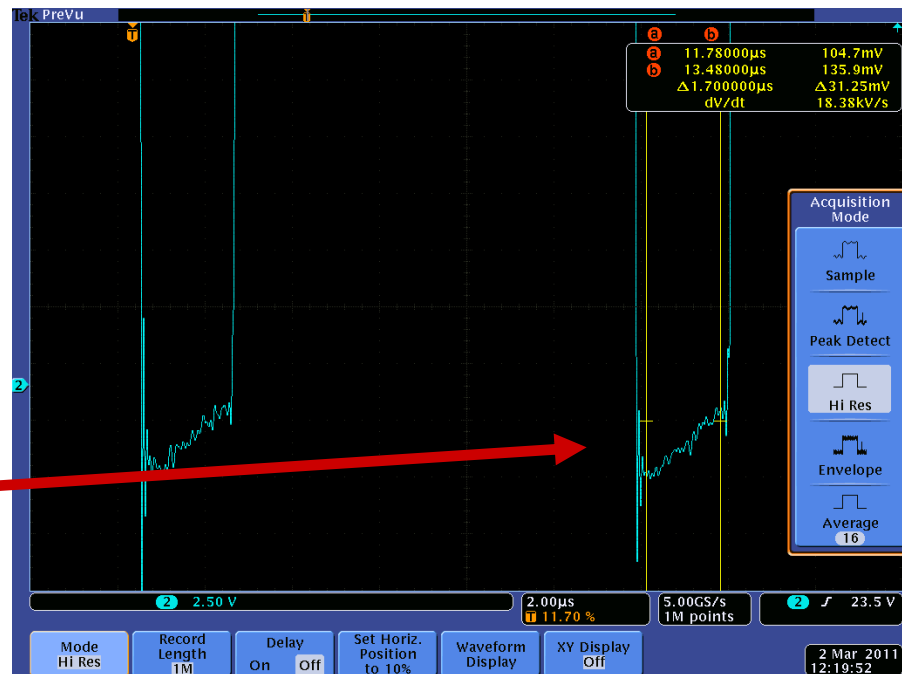 Tek PreVu
T
T
a b
a 11.78000µs 104.7mV
b 13.48000µs 135.9mV
Δ1.700000µs Δ31.25mV
dV/dt 18.38kV/s
Acquisition
Mode
Sample
Peak Detect
Hi Res
Envelope
Average
16
2
2 2.50 V
2.00µs
T 11.70 %
5.00GS/s
1M points
2 23.5 V
Mode
Hi Res
Record
Length
1M
Delay
On Off
Set Horiz.
Position
to 10%
Waveform
Display
XY Display
Off
2 Mar 2011
12:19:52